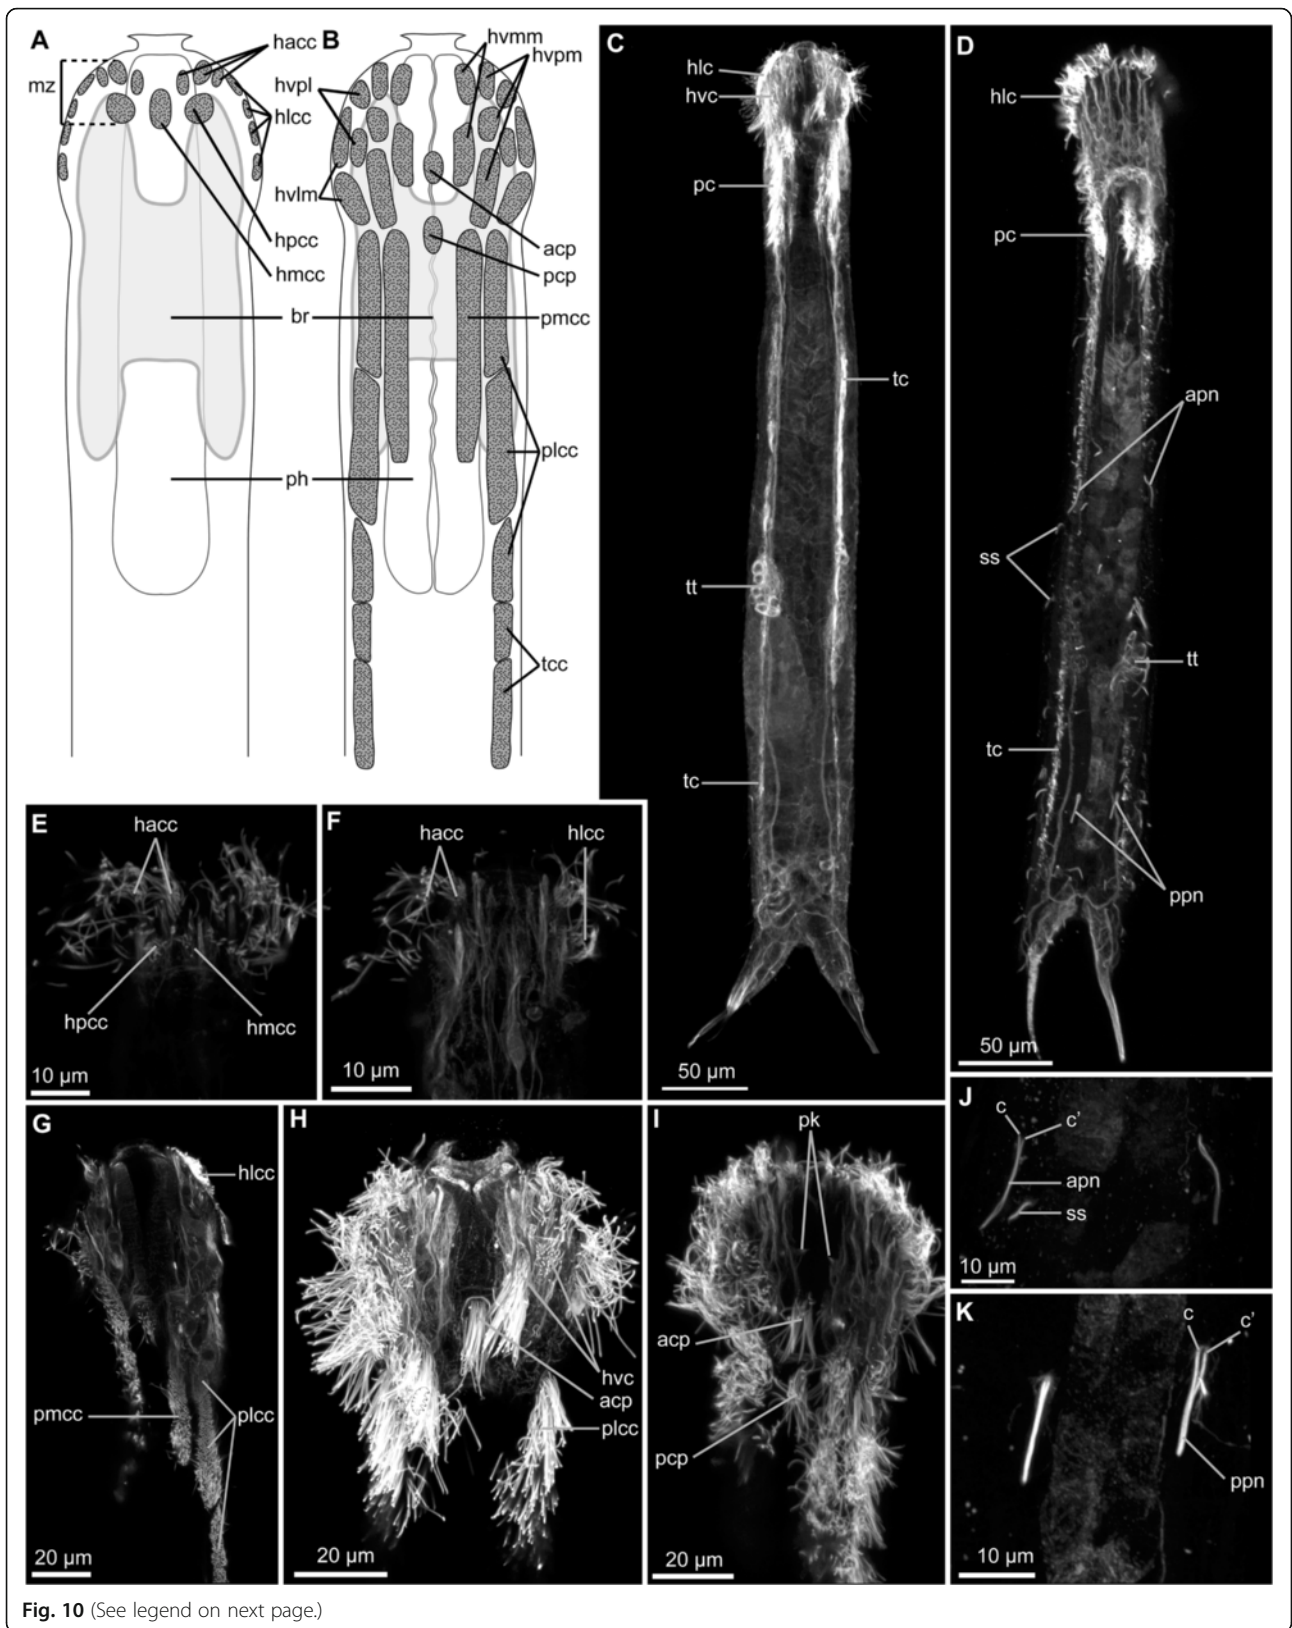 A
mz
hacc
hlcc
hpcc
hmcc
br
ph
B
hvmm
hvpm
hvpl
hvlm
acp
pcp
pmcc
plcc
tcc
C
hlc
hvc
pc
tc
tt
tc
50 µm
D
hlc
pc
apn
ss
tt
tc
ppn
50 µm
E
hacc
hpcc
hmcc
10 µm
F
hacc
hlcc
10 µm
G
hlcc
pmcc
plcc
20 µm
H
hvc
acp
plcc
20 µm
I
pk
acp
pcp
20 µm
J
c
c’
apn
ss
10 µm
K
c
c’
ppn
10 µm
Fig. 10 (See legend on next page.)